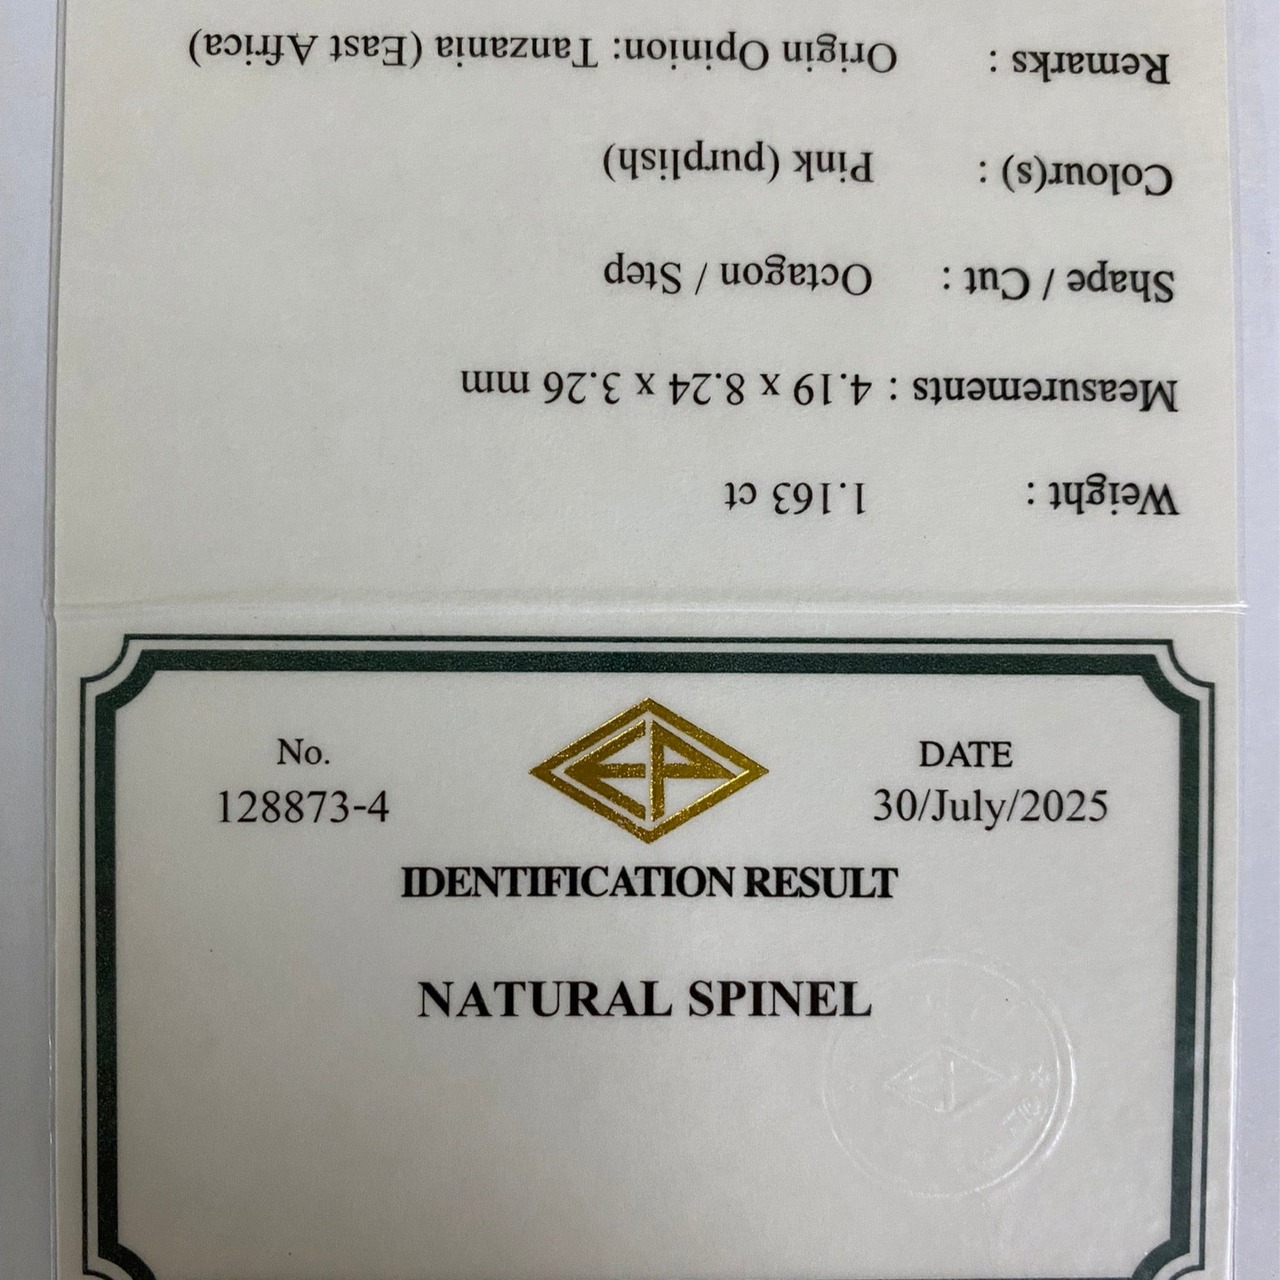 Weight : 1.163 ct
Measurements : 4.19 x 8.24 x 3.26 mm
Shape / Cut : Octagon / Step
Colour(s) : Pink (purplish)
Remarks : Origin Opinion: Tanzania (East Africa)
No. DATE
128873-4 30/July/2025
EP
IDENTIFICATION RESULT
NATURAL SPINEL